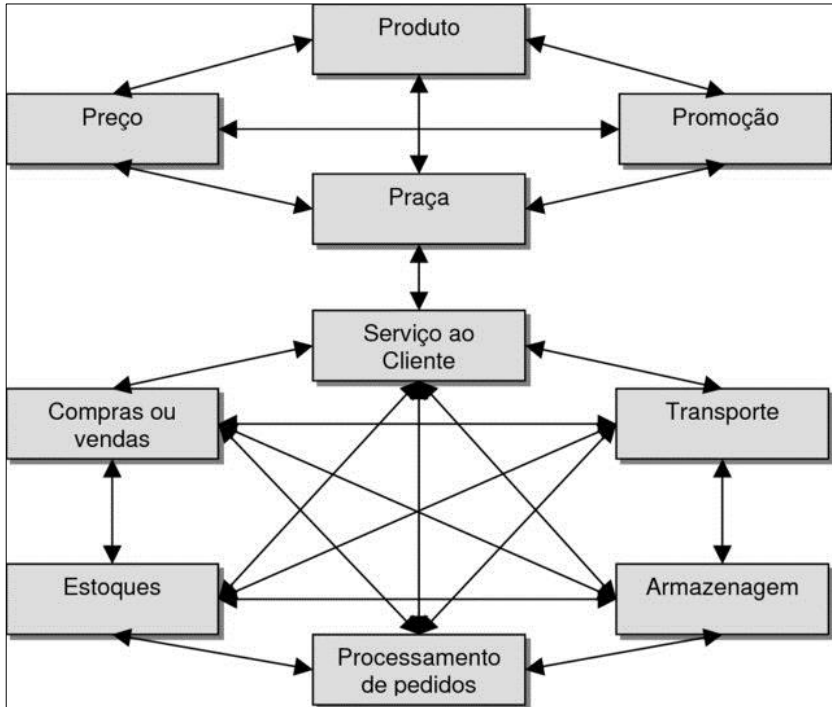 Produto
Preço
Promoção
Praça
Serviço ao
Cliente
Compras ou
vendas
Transporte
Estoques
Armazenagem
Processamento
de pedidos